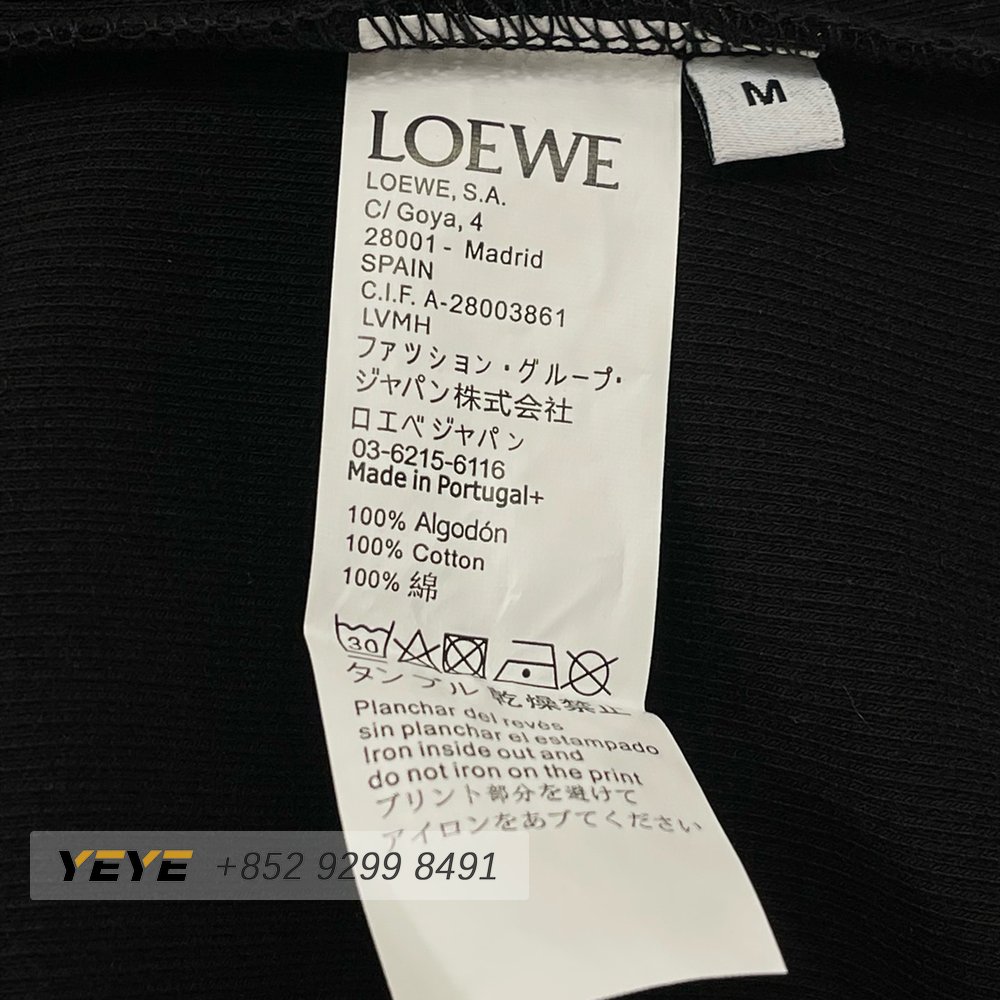 M
LOEWE
LOEWE, S.A.
C/ Goya, 4
28001 - Madrid
SPAIN
C.I.F. A-28003861
LVMH
ファッション・グループ・
ジャパン株式会社
ロエベジャパン
03-6215-6116
Made in Portugal+
100% Algodón
100% Cotton
100% 綿
30
タンブル 乾燥禁止
Planchar del revés
sin planchar el estampado
Iron inside out and
do not iron on the print
プリント部分を避けて
アイロンをあブてください
YEYE +852 9299 8491